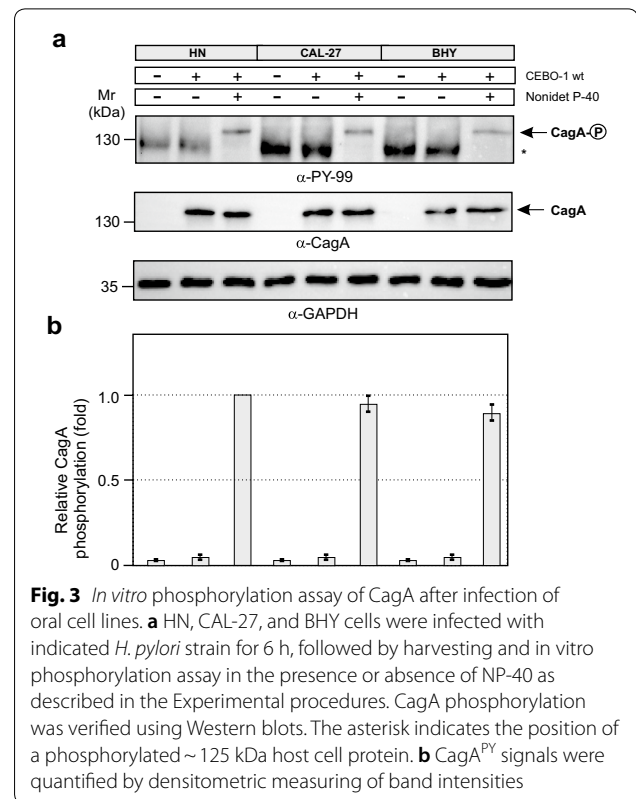 a
HN CAL-27 BHY
– + + – + + – + + CEBO-1 wt
– – + – – + – – + Nonidet P-40
Mr
(kDa)
130 CagA-Ⓟ
*
α-PY-99
130 CagA
α-CagA
35
α-GAPDH
b
Relative CagA
phosphorylation (fold)
1.0
0.5
0
Fig. 3 In vitro phosphorylation assay of CagA after infection of
oral cell lines. a HN, CAL-27, and BHY cells were infected with
indicated H. pylori strain for 6 h, followed by harvesting and in vitro
phosphorylation assay in the presence or absence of NP-40 as
described in the Experimental procedures. CagA phosphorylation
was verified using Western blots. The asterisk indicates the position of
a phosphorylated ~ 125 kDa host cell protein. b CagA^PY signals were
quantified by densitometric measuring of band intensities